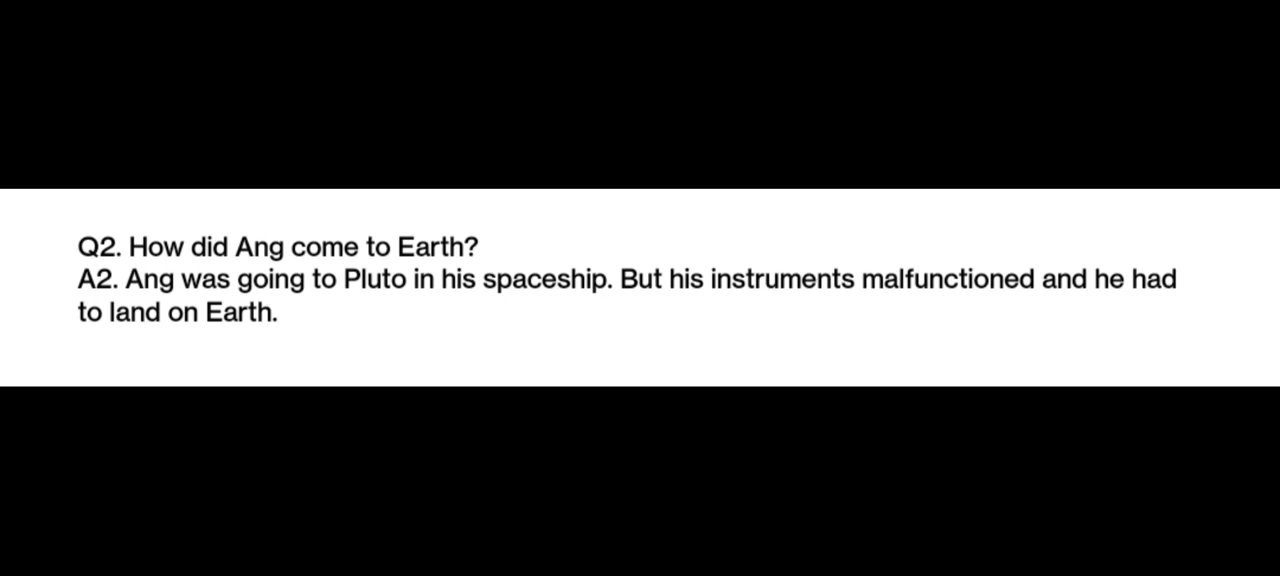 Q2. How did Ang come to Earth?
A2. Ang was going to Pluto in his spaceship. But his instruments malfunctioned and he had
to land on Earth.